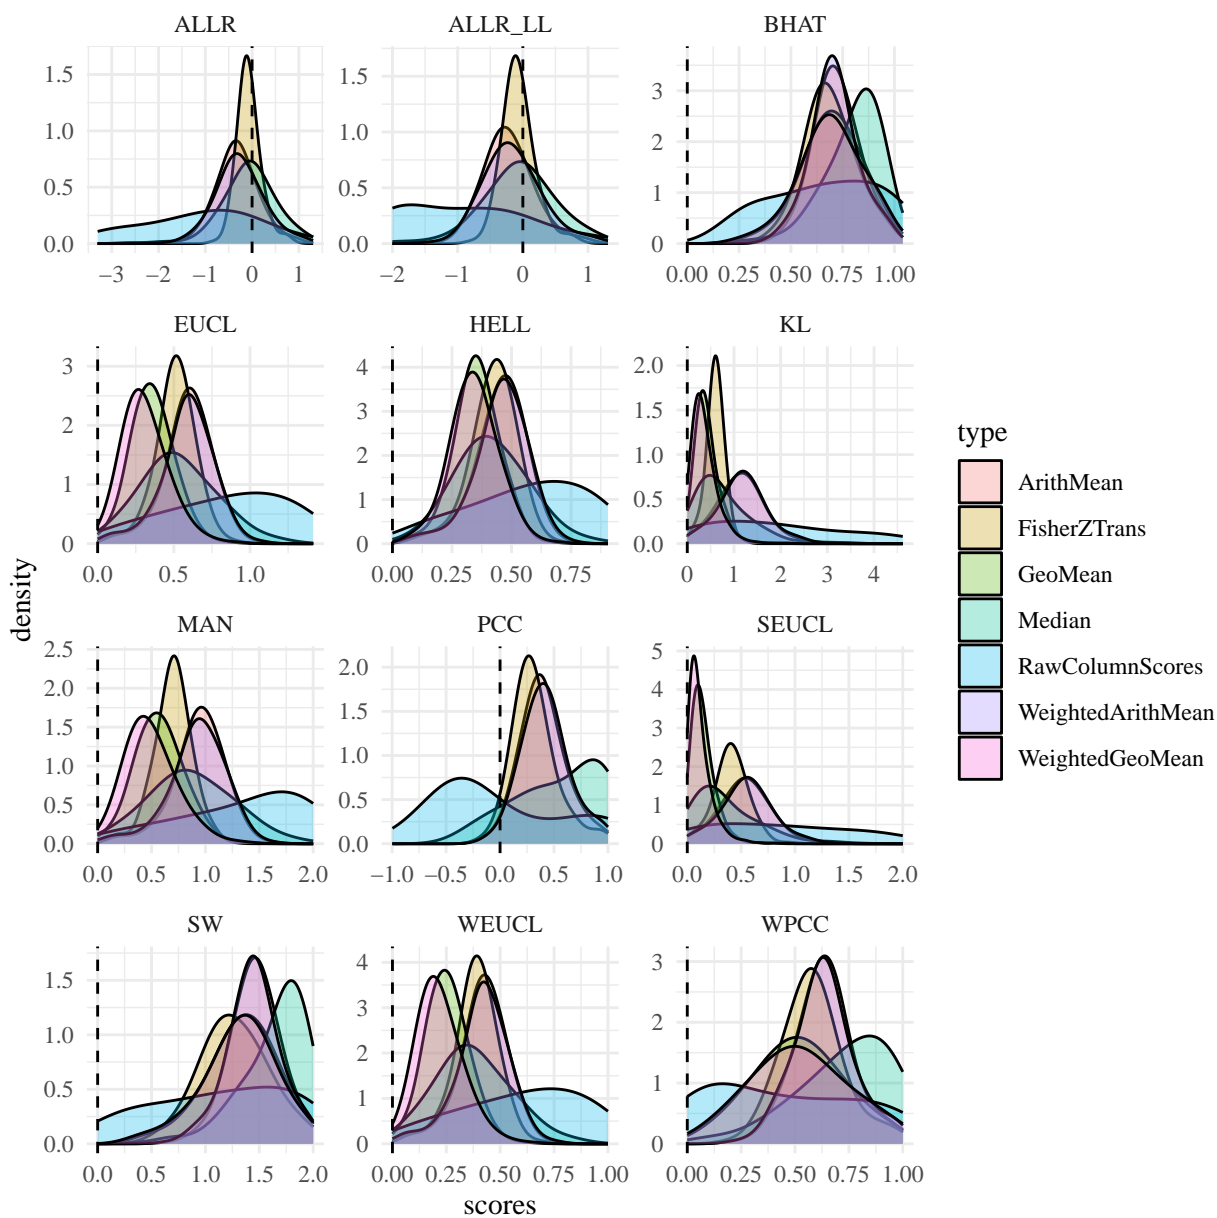 ALLR ALLR_LL BHAT
1.5 1.5 3
1.0 1.0 2
0.5 0.5 1
0.0 0.0 0
−3 −2 −1 0 1 −2 −1 0 1 0.00 0.25 0.50 0.75 1.00
EUCL HELL KL
3 4 2.0
2 3 1.5
2 1.0
1 1 0.5
0 0 0.0
0.0 0.5 1.0 0.00 0.25 0.50 0.75 0 1 2 3 4
MAN PCC SEUCL
2.5 2.0 5
2.0 1.5 4
1.5 1.0 3
1.0 0.5 2
0.5 1
0.0 0.0 0
0.0 0.5 1.0 1.5 2.0 −1.0 −0.5 0.0 0.5 1.0 0.0 0.5 1.0 1.5 2.0
SW WEUCL WPCC
1.5 4 3
1.0 3 2
0.5 2 1
1
0.0 0 0
0.0 0.5 1.0 1.5 2.0 0.00 0.25 0.50 0.75 1.00 0.00 0.25 0.50 0.75 1.00
density
scores
type
ArithMean
FisherZTrans
GeoMean
Median
RawColumnScores
WeightedArithMean
WeightedGeoMean